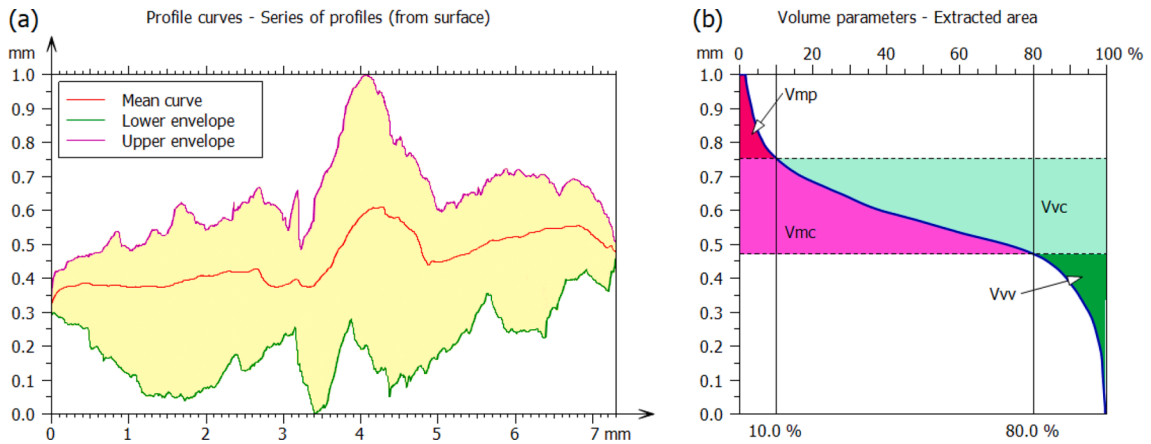 (a)
Profile curves - Series of profiles (from surface)
mm
1.0
0.9
0.8
0.7
0.6
0.5
0.4
0.3
0.2
0.1
0.0
Mean curve
Lower envelope
Upper envelope
0 1 2 3 4 5 6 7 mm
(b)
Volume parameters - Extracted area
mm 0 20 40 60 80 100 %
1.0
0.9
0.8
0.7
0.6
0.5
0.4
0.3
0.2
0.1
0.0
Vmp
Vvc
Vmc
Vvv
10.0 % 80.0 %